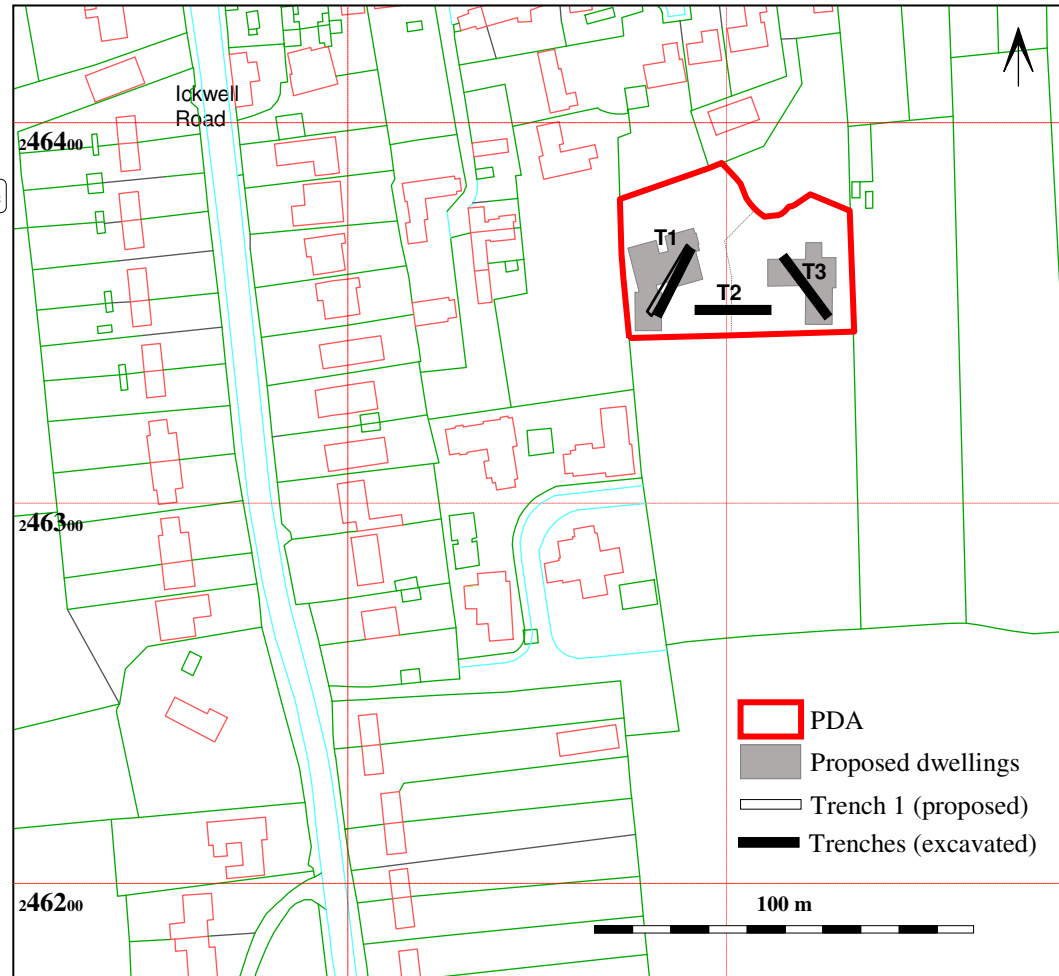 Ickwell
Road
246400
T1
T3
T2
246300
PDA
Proposed dwellings
Trench 1 (proposed)
Trenches (excavated)
246200
100 m